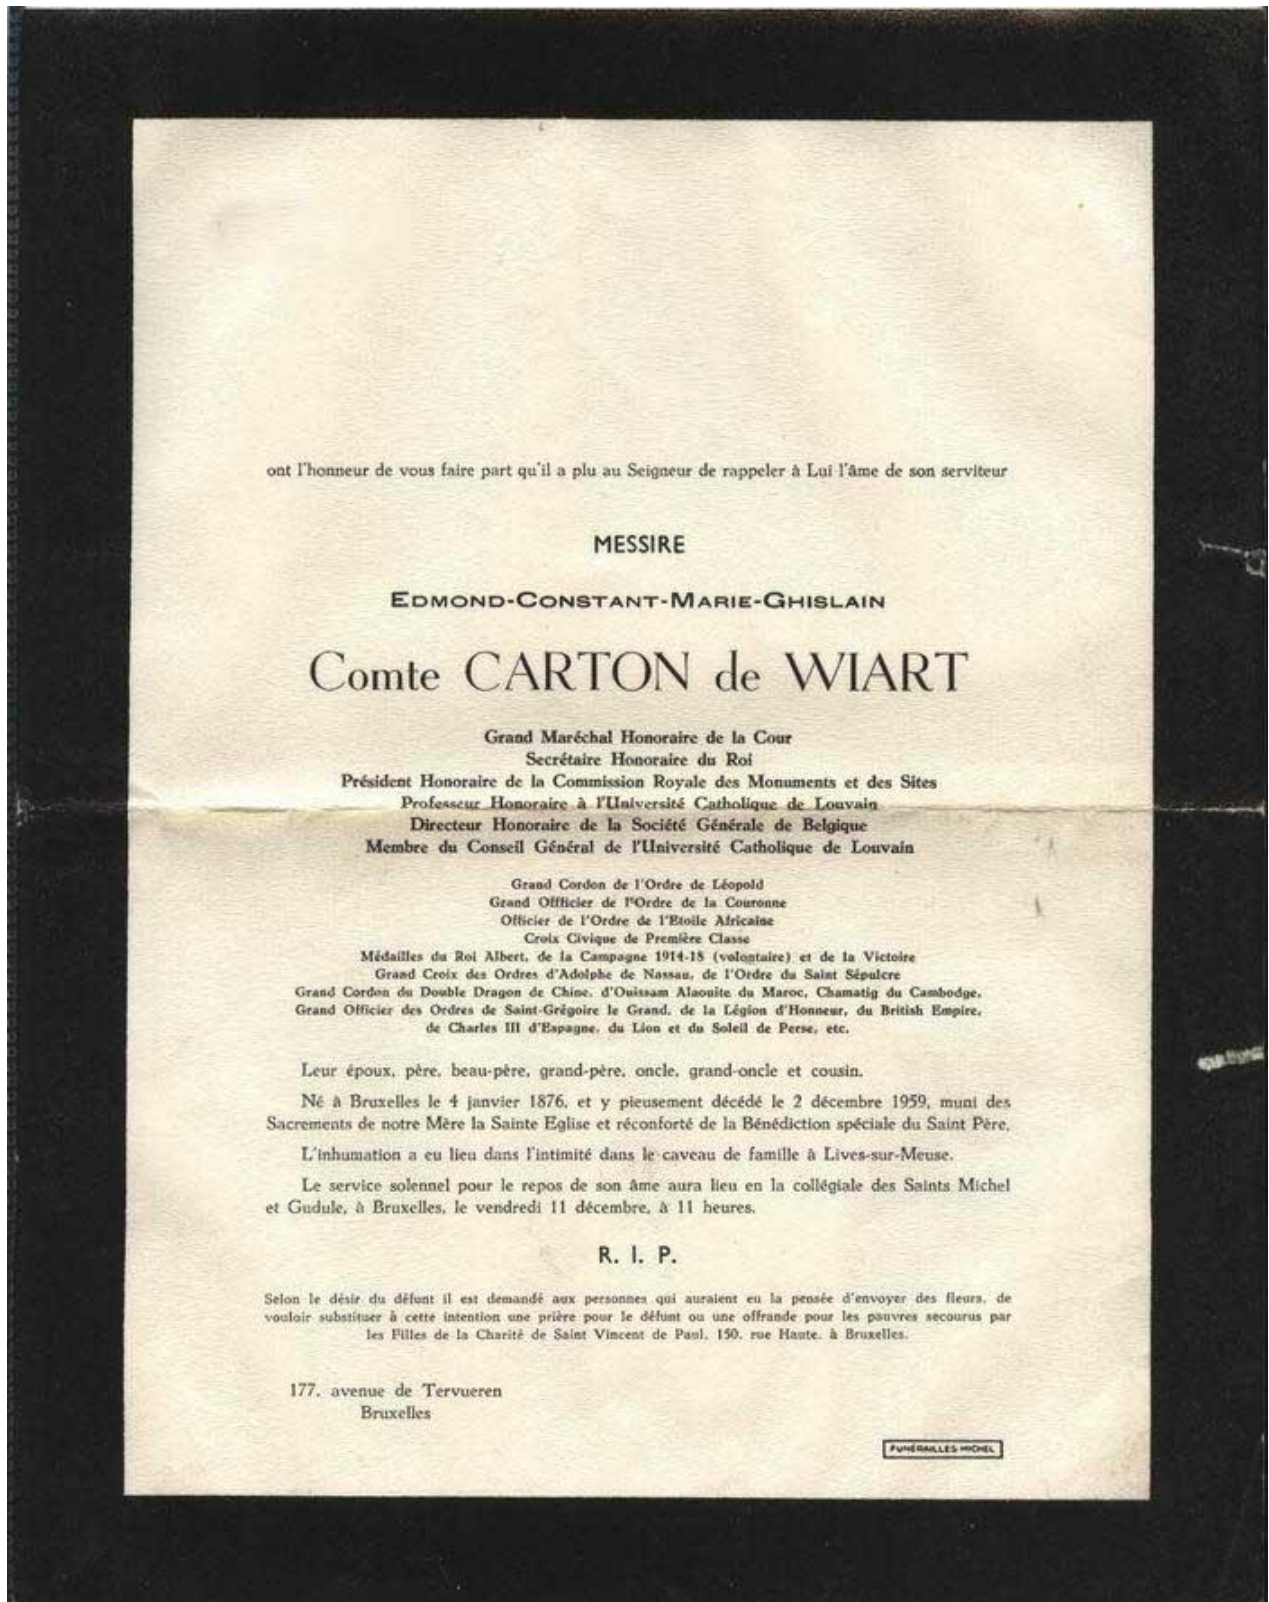 ont l'honneur de vous faire part qu'il a plu au Seigneur de rappeler à Lui l'âme de son serviteur
MESSIRE
EDMOND-CONSTANT-MARIE-GHISLAIN
Comte CARTON de WIART
Grand Maréchal Honoraire de la Cour
Secrétaire Honoraire du Roi
Président Honoraire de la Commission Royale des Monuments et des Sites
Professeur Honoraire à l'Université Catholique de Louvain
Directeur Honoraire de la Société Générale de Belgique
Membre du Conseil Général de l'Université Catholique de Louvain
Grand Cordon de l'Ordre de Léopold
Grand Offficier de l'Ordre de la Couronne
Officier de l'Ordre de l'Etoile Africaine
Croix Civique de Première Classe
Médailles du Roi Albert, de la Campagne 1914-18 (volontaire) et de la Victoire
Grand Croix des Ordres d'Adolphe de Nassau, de l'Ordre du Saint Sépulcre
Grand Cordon du Double Dragon de Chine, d'Ouissam Alaouite du Maroc, Chamatig du Cambodge,
Grand Officier des Ordres de Saint-Grégoire le Grand, de la Légion d'Honneur, du British Empire,
de Charles III d'Espagne, du Lion et du Soleil de Perse, etc.
Leur époux, père, beau-père, grand-père, oncle, grand-oncle et cousin.
Né à Bruxelles le 4 janvier 1876, et y pieusement décédé le 2 décembre 1959, muni des
Sacrements de notre Mère la Sainte Eglise et réconforté de la Bénédiction spéciale du Saint Père.
L'inhumation a eu lieu dans l'intimité dans le caveau de famille à Lives-sur-Meuse.
Le service solennel pour le repos de son âme aura lieu en la collégiale des Saints Michel
et Gudule, à Bruxelles, le vendredi 11 décembre, à 11 heures.
R. I. P.
Selon le désir du défunt il est demandé aux personnes qui auraient eu la pensée d'envoyer des fleurs, de
vouloir substituer à cette intention une prière pour le défunt ou une offrande pour les pauvres secourus par
les Filles de la Charité de Saint Vincent de Paul, 150, rue Haute, à Bruxelles.
177, avenue de Tervueren
Bruxelles
FUNÉRAILLES MICHEL